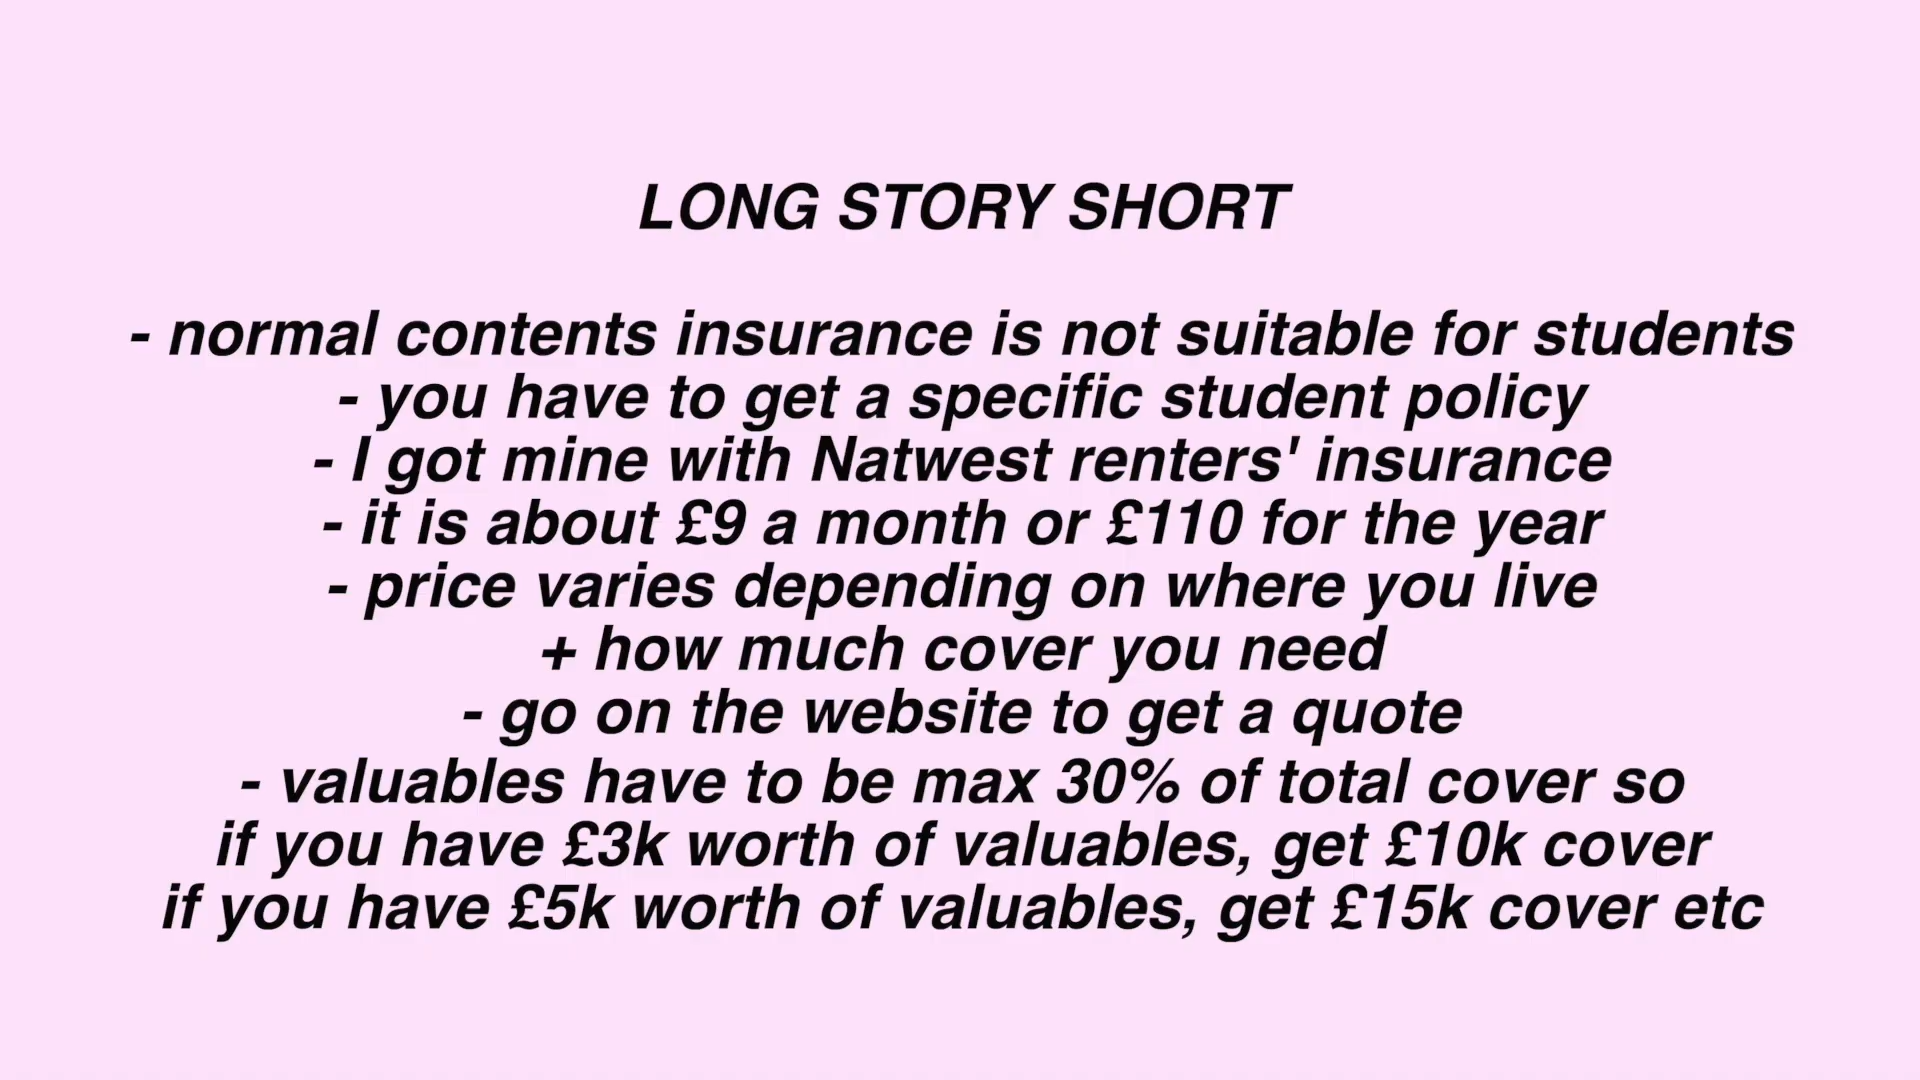 LONG STORY SHORT
- normal contents insurance is not suitable for students
- you have to get a specific student policy
- I got mine with Natwest renters' insurance
- it is about £9 a month or £110 for the year
- price varies depending on where you live
+ how much cover you need
- go on the website to get a quote
- valuables have to be max 30% of total cover so
if you have £3k worth of valuables, get £10k cover
if you have £5k worth of valuables, get £15k cover etc